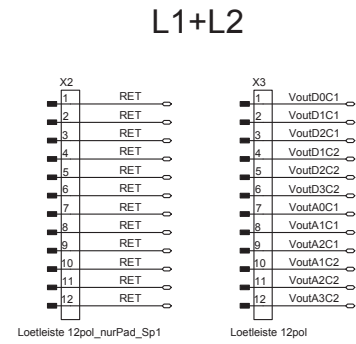 L1+L2
X2
1 RET
2 RET
3 RET
4 RET
5 RET
6 RET
7 RET
8 RET
9 RET
10 RET
11 RET
12 RET
Loetleiste 12pol_nurPad_Sp1
X3
1 VoutD0C1
2 VoutD1C1
3 VoutD2C1
4 VoutD1C2
5 VoutD2C2
6 VoutD3C2
7 VoutA0C1
8 VoutA1C1
9 VoutA2C1
10 VoutA1C2
11 VoutA2C2
12 VoutA3C2
Loetleiste 12pol